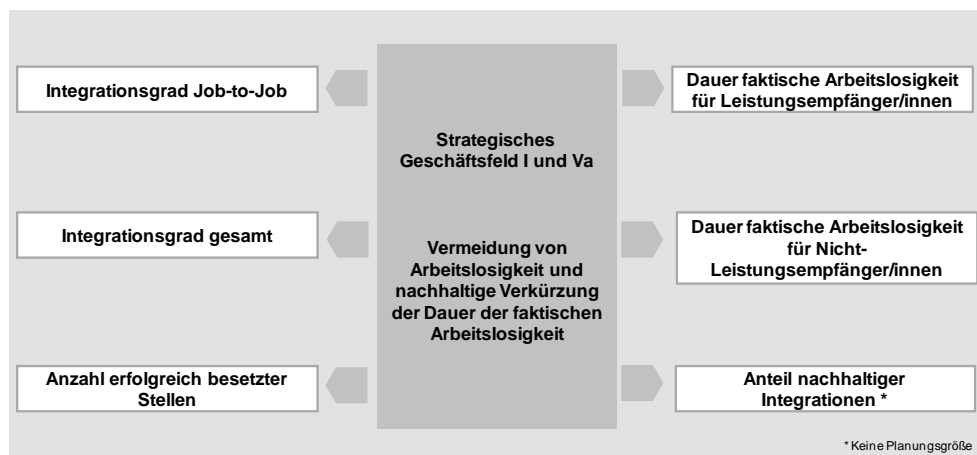 Integrationsgrad Job-to-Job
Integrationsgrad gesamt
Anzahl erfolgreich besetzter
Stellen
Strategisches
Geschäftsfeld I und Va
Vermeidung von
Arbeitslosigkeit und
nachhaltige Verkürzung
der Dauer der faktischen
Arbeitslosigkeit
Dauer faktische Arbeitslosigkeit
für Leistungsempfänger/innen
Dauer faktische Arbeitslosigkeit
für Nicht-
Leistungsempfänger/innen
Anteil nachhaltiger
Integrationen *
* Keine Planungsgröße